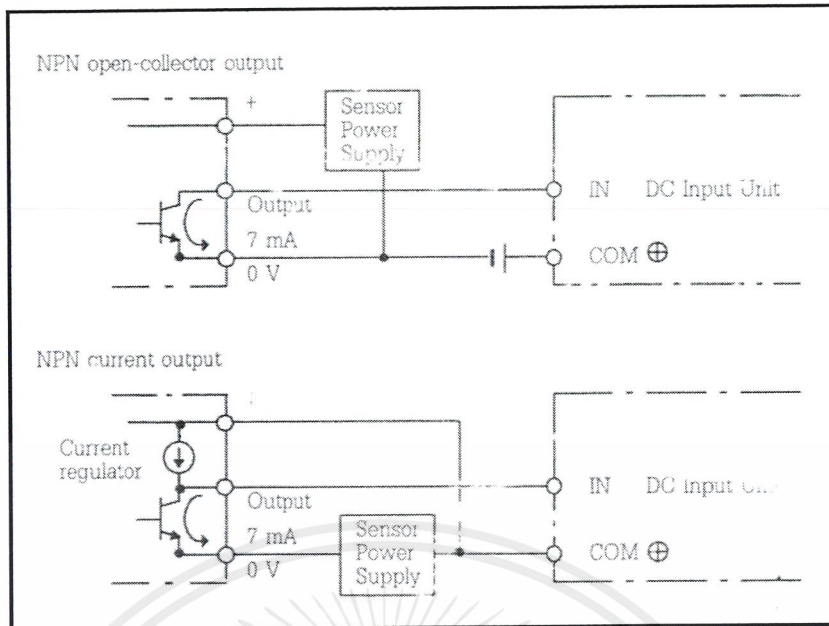 NPN open-collector output
+
Sensor
Power
Supply
Output
IN DC Input Unit
7 mA
COM ⊕
0 V
NPN current output
Current
regulator
Output
IN DC Input
7 mA
Sensor
Power
Supply
COM ⊕
0 V